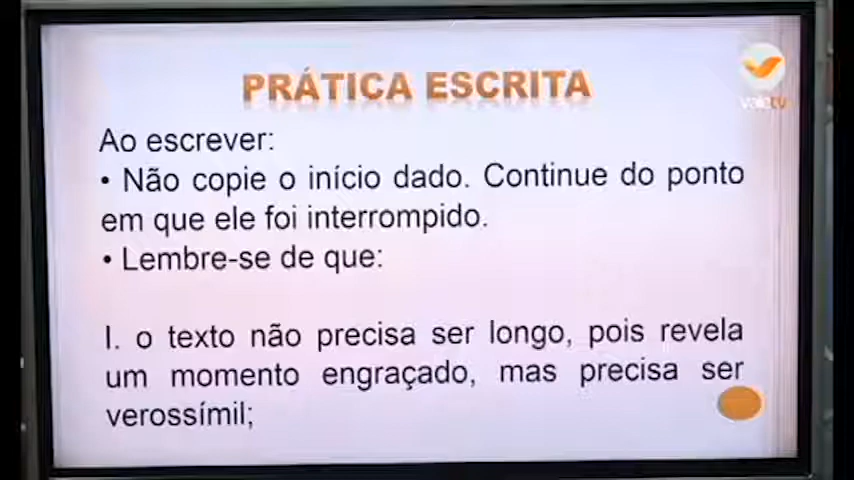 PRÁTICA ESCRITA
valetv
Ao escrever:
• Não copie o início dado. Continue do ponto
em que ele foi interrompido.
• Lembre-se de que:
I. o texto não precisa ser longo, pois revela
um momento engraçado, mas precisa ser
verossímil;